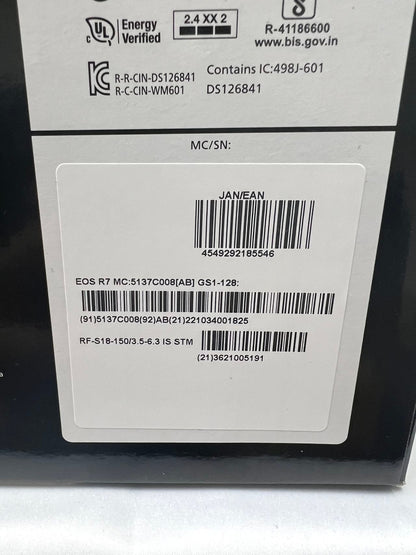 UL
Energy
Verified
2.4 XX 2
R-41186600
www.bis.gov.in
R-R-CIN-DS126841
R-C-CIN-WM601
Contains IC:498J-601
DS126841
MC/SN:
JAN/EAN
4549292185546
EOS R7 MC:5137C008[AB] GS1-128:
(91)5137C008(92)AB(21)221034001825
RF-S18-150/3.5-6.3 IS STM
(21)3621005191